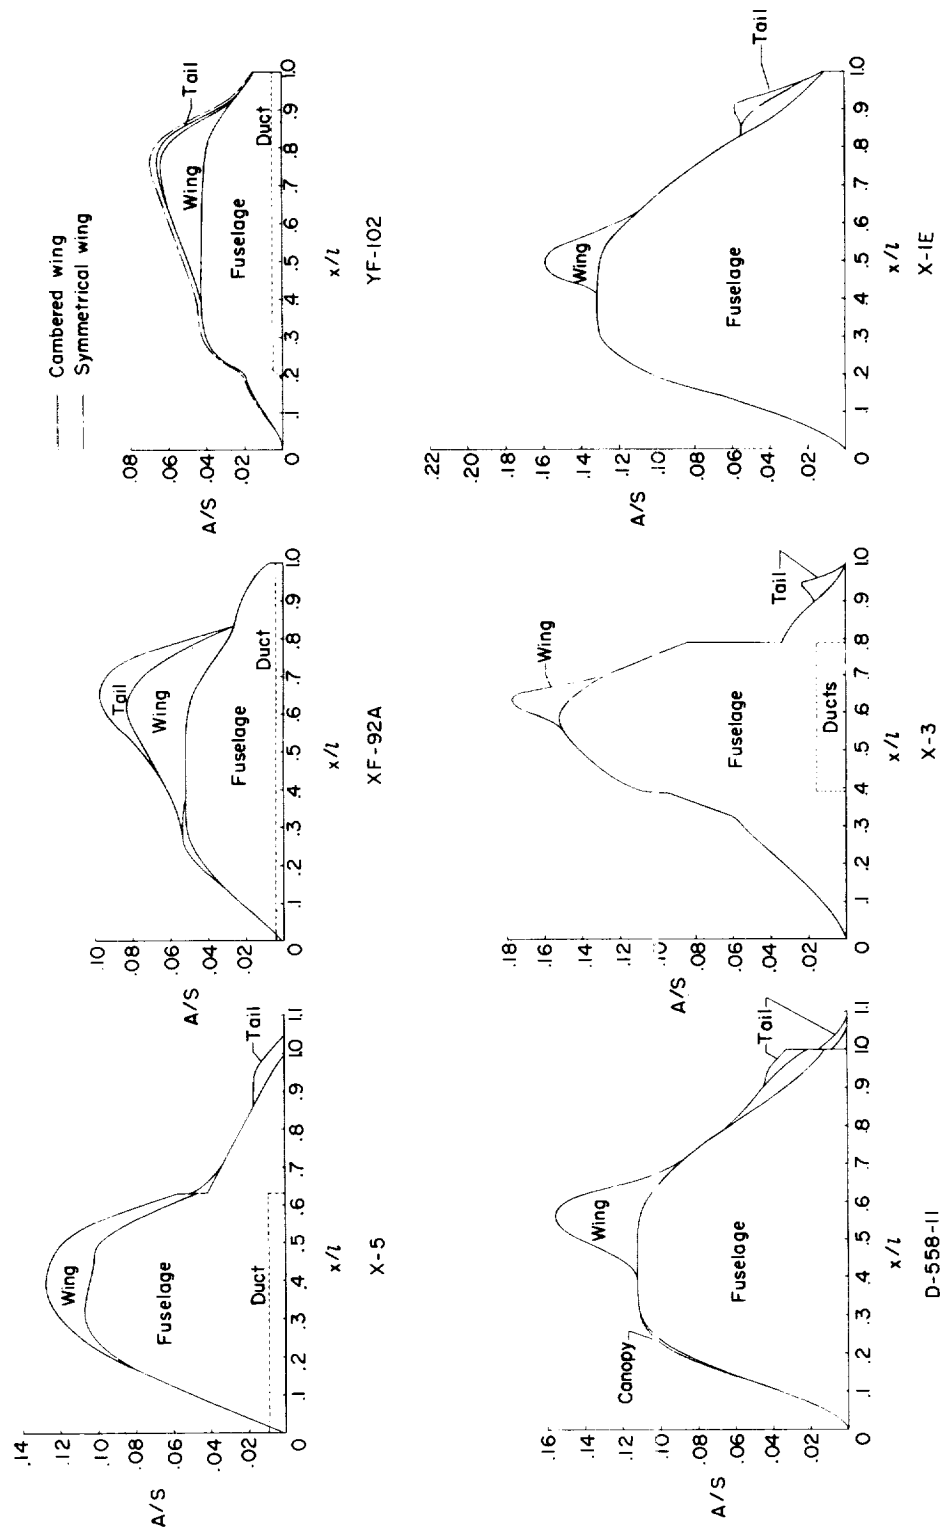 Cambered wing
Symmetrical wing
.14
.12
.10
.08
.06
.04
.02
A/S
Wing
Fuselage
Duct
Tail
0 .1 .2 .3 .4 .5 .6 .7 .8 .9 1.0 1.1
x/l
X-5
.10
.08
.06
.04
.02
A/S
Tail
Wing
Fuselage
Duct
0 .1 .2 .3 .4 .5 .6 .7 .8 .9 1.0
x/l
XF-92A
.08
.06
.04
.02
A/S
Tail
Wing
Fuselage
Duct
0 .1 .2 .3 .4 .5 .6 .7 .8 .9 1.0
x/l
YF-102
.16
.14
.12
.10
.08
.06
.04
.02
A/S
Canopy
Wing
Fuselage
Tail
0 .1 .2 .3 .4 .5 .6 .7 .8 .9 1.0 1.1
x/l
D-558-II
.18
.16
.14
.12
.08
.06
.04
.02
A/S
Wing
Fuselage
Ducts
Tail
0 .1 .2 .3 .4 .5 .6 .7 .8 .9 1.0
x/l
X-3
.22
.20
.18
.16
.14
.12
.10
.08
.06
.04
.02
A/S
Wing
Fuselage
Tail
0 .1 .2 .3 .4 .5 .6 .7 .8 .9 1.0
x/l
X-1E